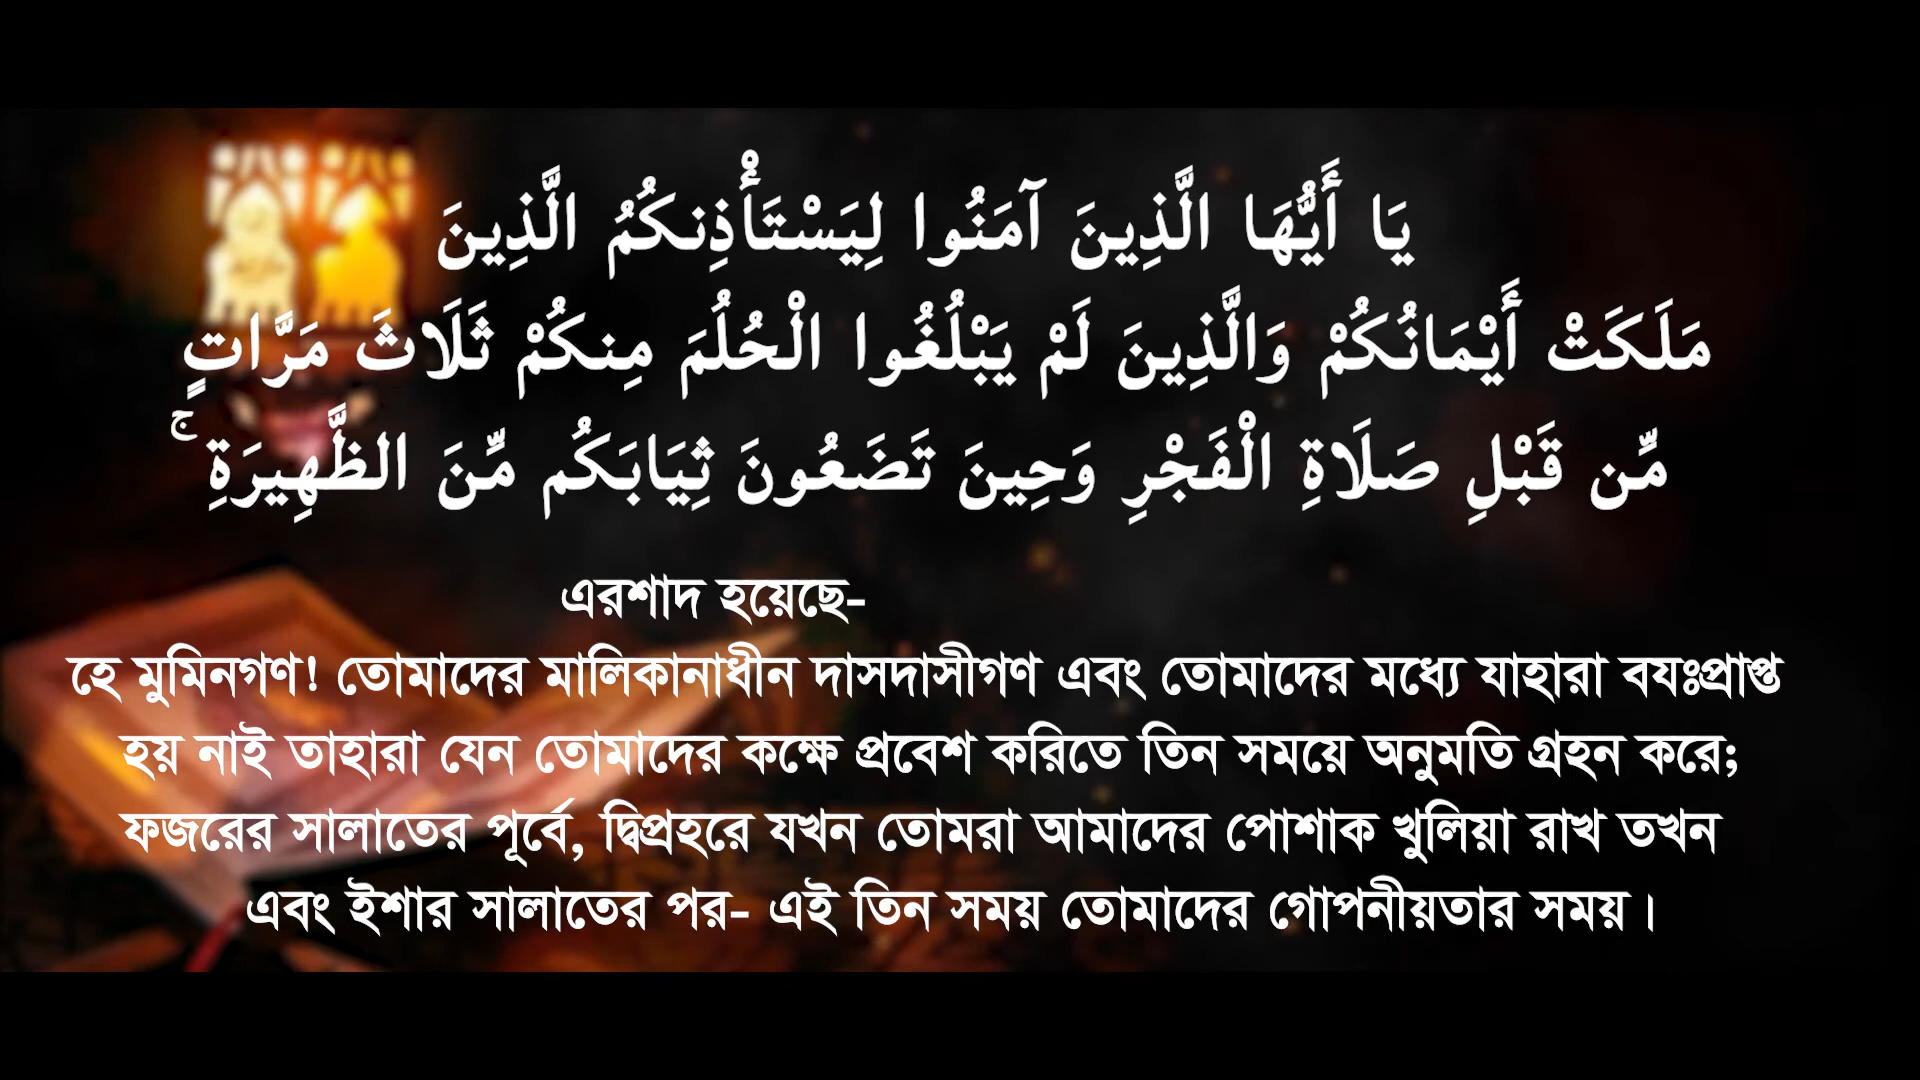 يَا أَيُّهَا الَّذِينَ آمَنُوا لِيَسْتَأْذِنكُمُ الَّذِينَ
مَلَكَتْ أَيْمَانُكُمْ وَالَّذِينَ لَمْ يَبْلُغُوا الْحُلُمَ مِنكُمْ ثَلَاثَ مَرَّاتٍ
مِّن قَبْلِ صَلَاةِ الْفَجْرِ وَحِينَ تَضَعُونَ ثِيَابَكُم مِّنَ الظَّهِيرَةِ ۚ
এরশাদ হয়েছে-
হে মুমিনগণ! তোমাদের মালিকানাধীন দাসদাসীগণ এবং তোমাদের মধ্যে যাহারা বযঃপ্রাপ্ত
হয় নাই তাহারা যেন তোমাদের কক্ষে প্রবেশ করিতে তিন সময়ে অনুমতি গ্রহন করে;
ফজরের সালাতের পূর্বে, দ্বিপ্রহরে যখন তোমরা আমাদের পোশাক খুলিয়া রাখ তখন
এবং ইশার সালাতের পর- এই তিন সময় তোমাদের গোপনীয়তার সময়।